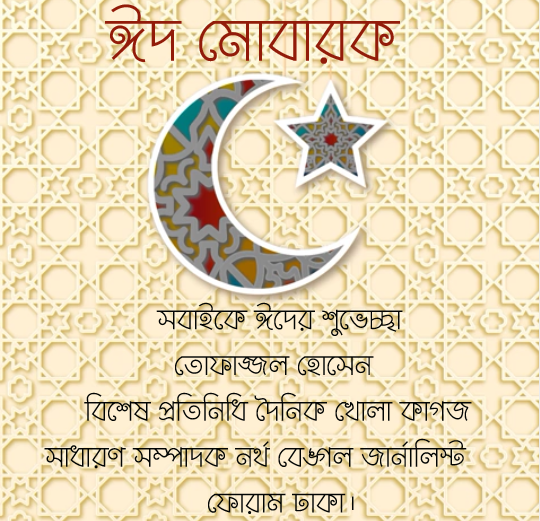 ঈদ মোবারক
সবাইকে ঈদের শুভেচ্ছা
তোফাজ্জল হোসেন
বিশেষ প্রতিনিধি দৈনিক খোলা কাগজ
সাধারণ সম্পাদক নর্থ বেঙ্গল জার্নালিস্ট
ফোরাম ঢাকা।